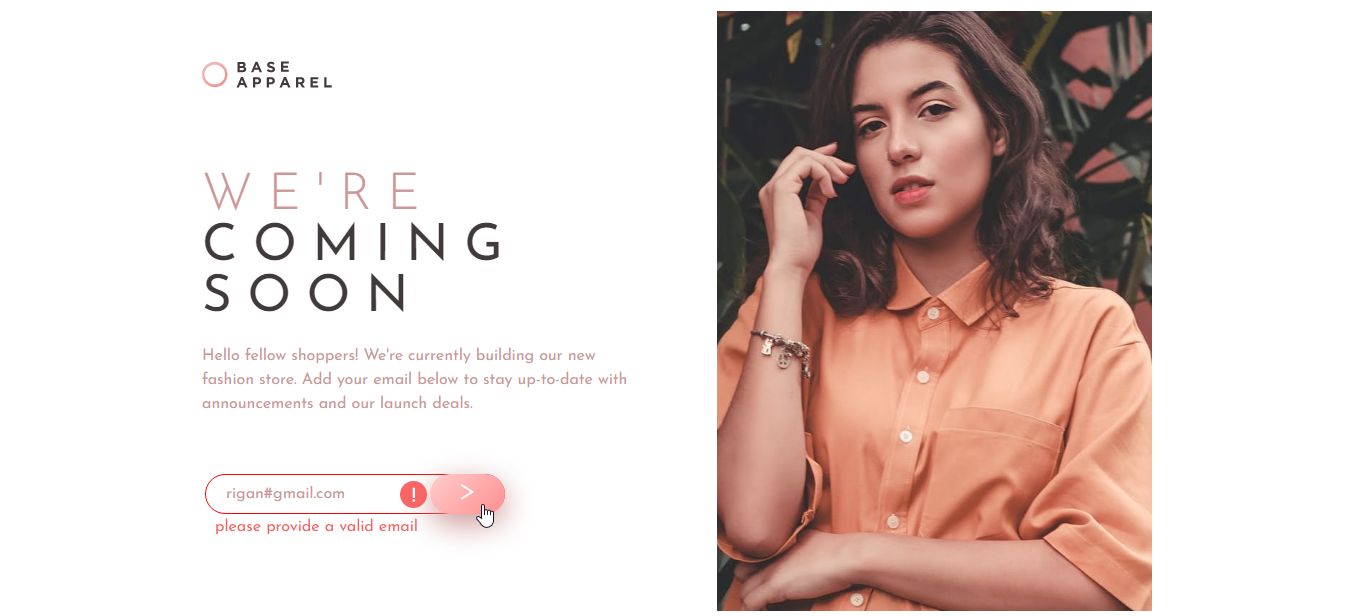 BASE
APPAREL
WE'RE
COMING
SOON
Hello fellow shoppers! We're currently building our new
fashion store. Add your email below to stay up-to-date with
announcements and our launch deals.
rigan#gmail.com
!
>
please provide a valid email